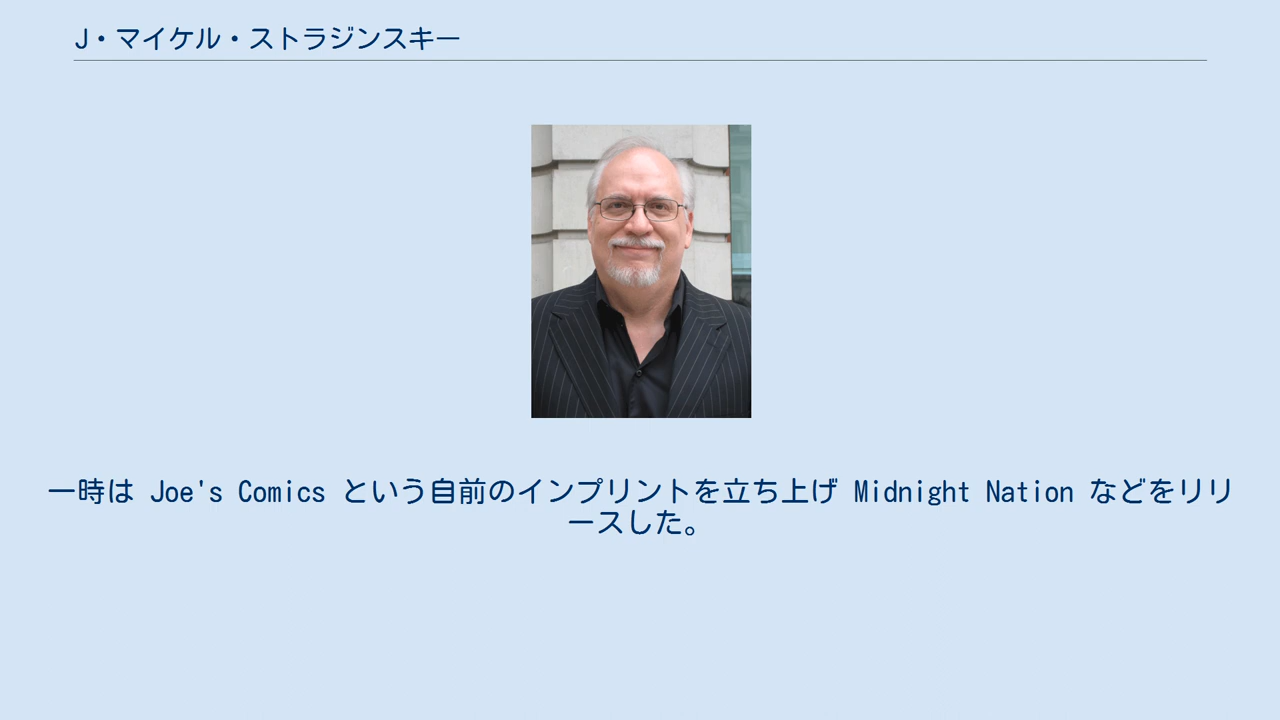 J・マイケル・ストラジンスキー
一時は Joe's Comics という自前のインプリントを立ち上げ Midnight Nation などをリリ
ースした。